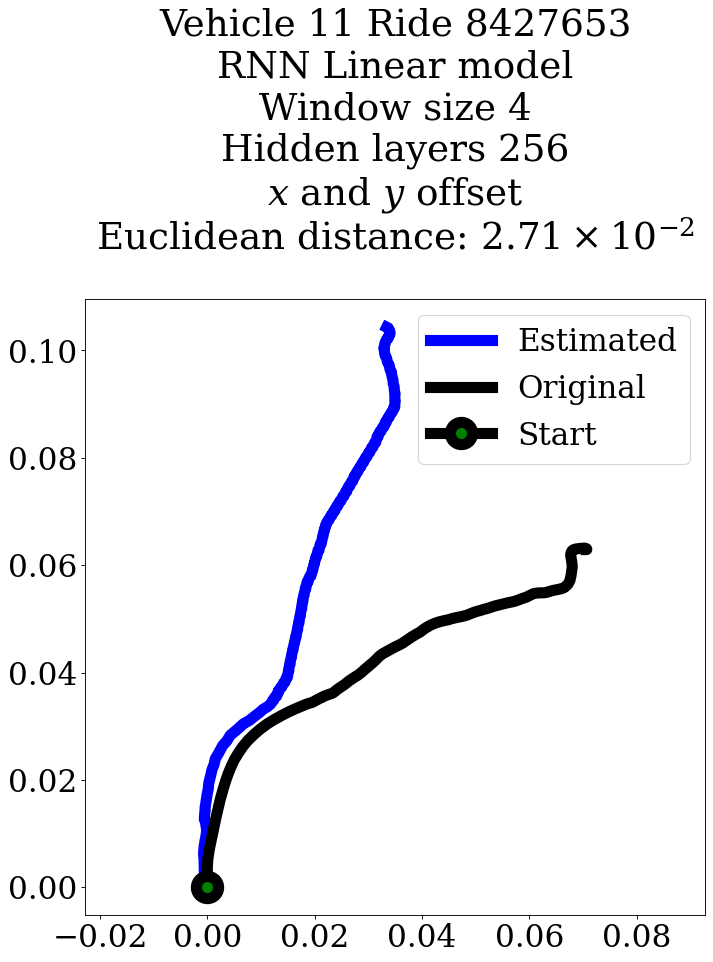 Vehicle 11 Ride 8427653
RNN Linear model
Window size 4
Hidden layers 256
x and y offset
Euclidean distance: 2.71 × 10⁻²
Estimated
Original
Start
0.10
0.08
0.06
0.04
0.02
0.00
−0.02 0.00 0.02 0.04 0.06 0.08